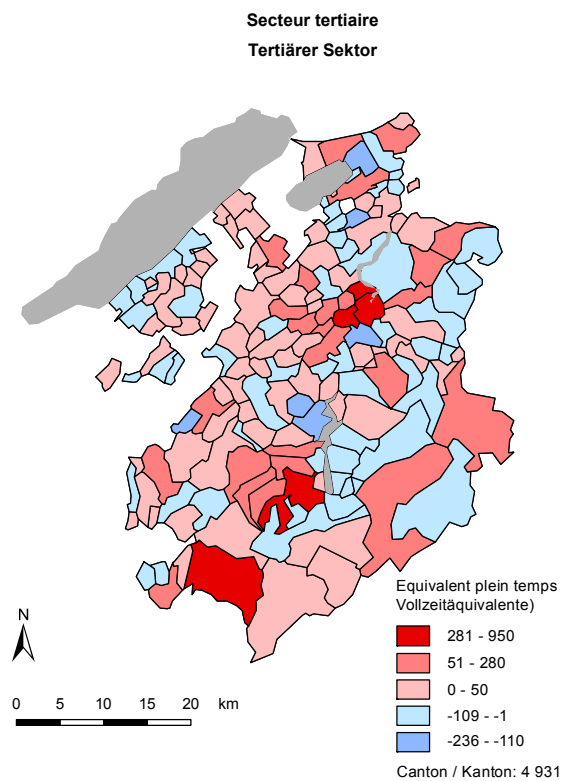 Secteur tertiaire
Tertiärer Sektor
Equivalent plein temps
Vollzeitäquivalente)
281 - 950
51 - 280
0 - 50
-109 - -1
-236 - -110
Canton / Kanton: 4 931
N
0 5 10 15 20 km